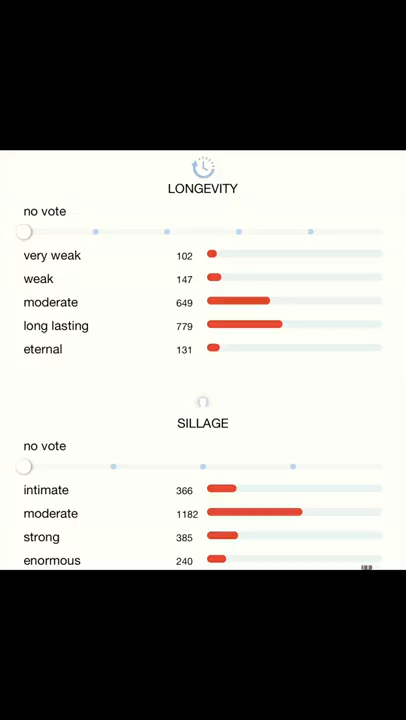 LONGEVITY
no vote
very weak 102
weak 147
moderate 649
long lasting 779
eternal 131
SILLAGE
no vote
intimate 366
moderate 1182
strong 385
enormous 240